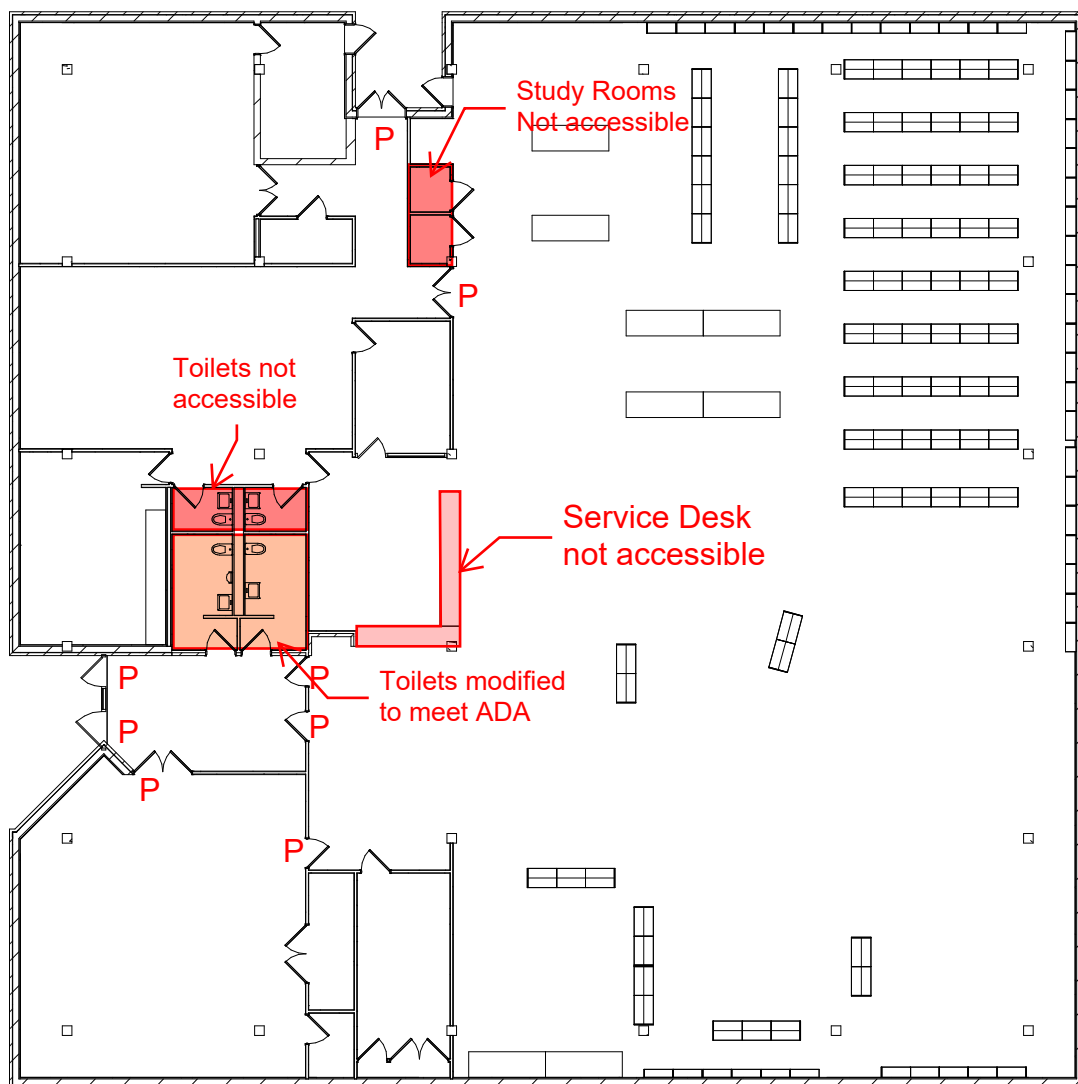 Study Rooms
Not accessible
P
P
Toilets not
accessible
Service Desk
not accessible
P
P
Toilets modified
to meet ADA
P
P
P
P